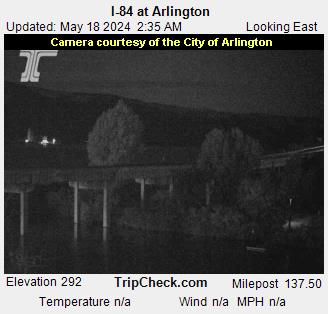 I-84 at Arlington
Updated: May 18 2024 2:35 AM Looking East
Camera courtesy of the City of Arlington
Elevation 292 TripCheck.com Milepost 137.50
Temperature n/a Wind n/a MPH n/a